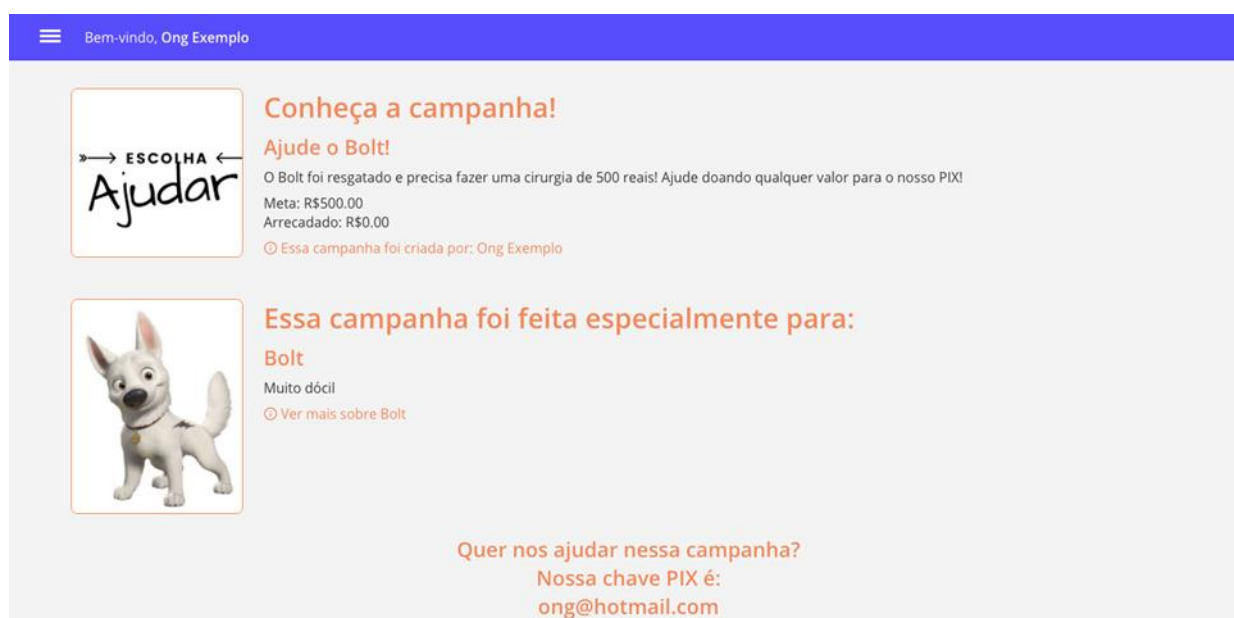 Bem-vindo, Ong Exemplo
Conheça a campanha!
ESCOLHA
Ajudar
Ajude o Bolt!
O Bolt foi resgatado e precisa fazer uma cirurgia de 500 reais! Ajude doando qualquer valor para o nosso PIX!
Meta: R$500.00
Arrecadado: R$0.00
Essa campanha foi criada por: Ong Exemplo
Essa campanha foi feita especialmente para:
Bolt
Muito dócil
Ver mais sobre Bolt
Quer nos ajudar nessa campanha?
Nossa chave PIX é:
ong@hotmail.com